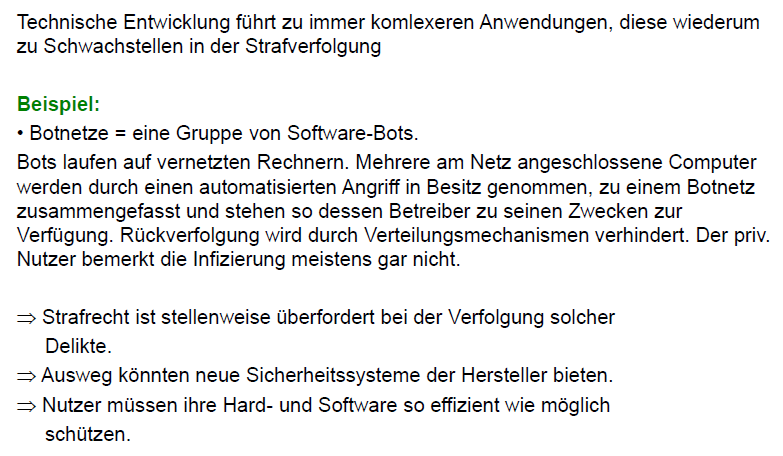 Technische Entwicklung führt zu immer komlexeren Anwendungen, diese wiederum
zu Schwachstellen in der Strafverfolgung
Beispiel:
• Botnetze = eine Gruppe von Software-Bots.
Bots laufen auf vernetzten Rechnern. Mehrere am Netz angeschlossene Computer
werden durch einen automatisierten Angriff in Besitz genommen, zu einem Botnetz
zusammengefasst und stehen so dessen Betreiber zu seinen Zwecken zur
Verfügung. Rückverfolgung wird durch Verteilungsmechanismen verhindert. Der priv.
Nutzer bemerkt die Infizierung meistens gar nicht.
⇒ Strafrecht ist stellenweise überfordert bei der Verfolgung solcher
Delikte.
⇒ Ausweg könnten neue Sicherheitssysteme der Hersteller bieten.
⇒ Nutzer müssen ihre Hard- und Software so effizient wie möglich
schützen.